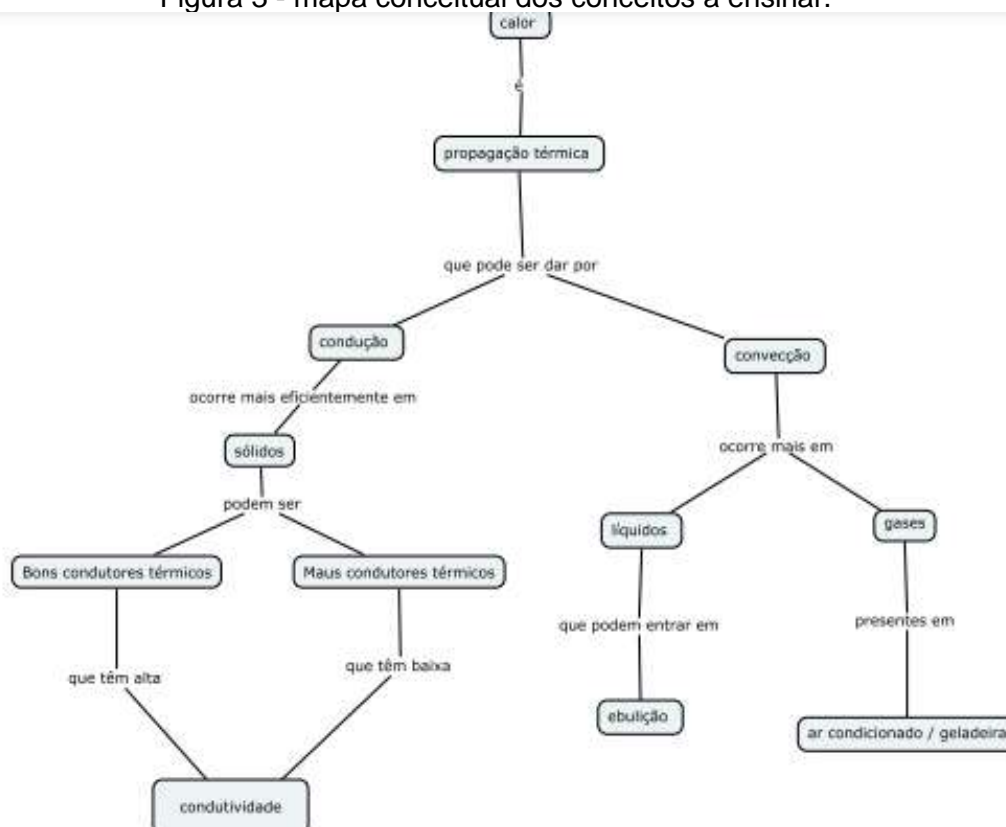 Figura 3 - mapa conceitual dos conceitos a ensinar.
calor
é
propagação térmica
que pode ser dar por
condução
convecção
ocorre mais eficientemente em
ocorre mais em
sólidos
podem ser
líquidos
gases
Bons condutores térmicos
Maus condutores térmicos
que podem entrar em
presentes em
que têm alta
que têm baixa
ebulição
ar condicionado / geladeira
condutividade